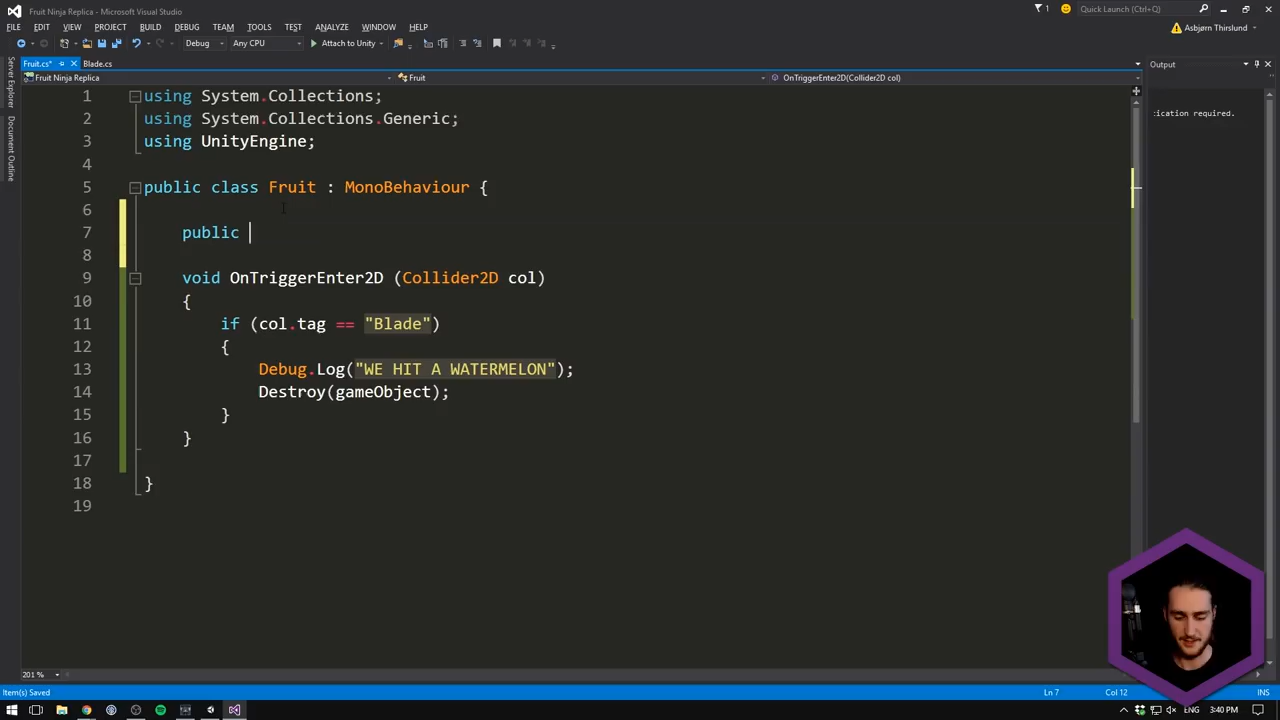 Fruit Ninja Replica - Microsoft Visual Studio
1
Quick Launch (Ctrl+Q)
FILE EDIT VIEW PROJECT BUILD DEBUG TEAM TOOLS TEST ANALYZE WINDOW HELP
Asbjørn Thirslund
Debug Any CPU Attach to Unity
Fruit.cs* Blade.cs
Output
Fruit Ninja Replica Fruit OnTriggerEnter2D(Collider2D col)
Server Explorer
Document Outline
1 using System.Collections;
2 using System.Collections.Generic;
3 using UnityEngine;
4
5 public class Fruit : MonoBehaviour {
6
7 public
8
9 void OnTriggerEnter2D (Collider2D col)
10 {
11 if (col.tag == "Blade")
12 {
13 Debug.Log("WE HIT A WATERMELON");
14 Destroy(gameObject);
15 }
16 }
17
18 }
19
:ication required.
201 %
Item(s) Saved Ln 7 Col 12 INS
ENG 3:40 PM